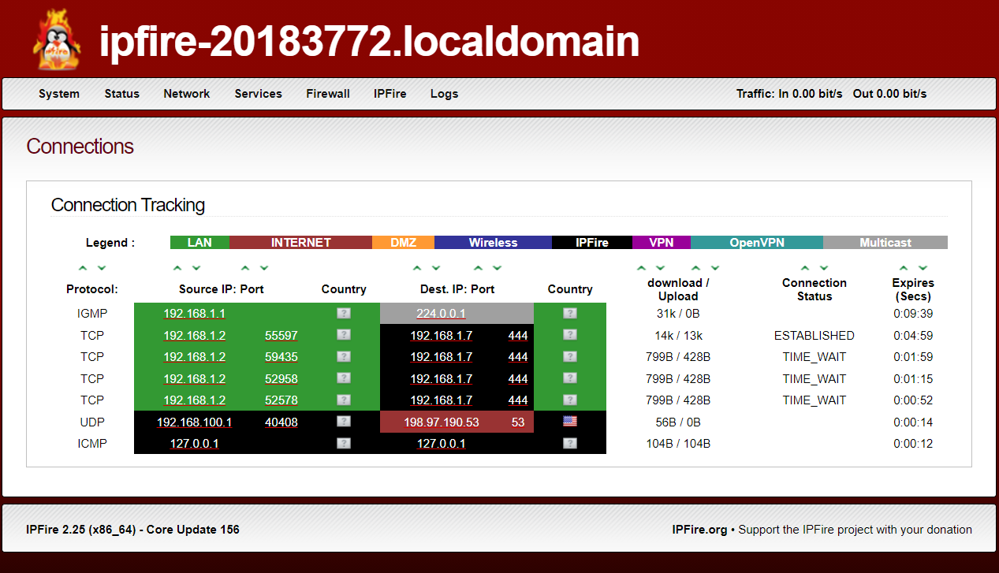 ipfire-20183772.localdomain
System Status Network Services Firewall IPFire Logs Traffic: In 0.00 bit/s Out 0.00 bit/s
Connections
Connection Tracking
Legend : LAN INTERNET DMZ Wireless IPFire VPN OpenVPN Multicast
Protocol: Source IP: Port Country Dest. IP: Port Country download / Upload Connection Status Expires (Secs)
IGMP 192.168.1.1 ? 224.0.0.1 ? 31k / 0B 0:09:39
TCP 192.168.1.2 55597 ? 192.168.1.7 444 ? 14k / 13k ESTABLISHED 0:04:59
TCP 192.168.1.2 59435 ? 192.168.1.7 444 ? 799B / 428B TIME_WAIT 0:01:59
TCP 192.168.1.2 52958 ? 192.168.1.7 444 ? 799B / 428B TIME_WAIT 0:01:15
TCP 192.168.1.2 52578 ? 192.168.1.7 444 ? 799B / 428B TIME_WAIT 0:00:52
UDP 192.168.100.1 40408 ? 198.97.190.53 53 56B / 0B 0:00:14
ICMP 127.0.0.1 ? 127.0.0.1 ? 104B / 104B 0:00:12
IPFire 2.25 (x86_64) - Core Update 156 IPFire.org • Support the IPFire project with your donation